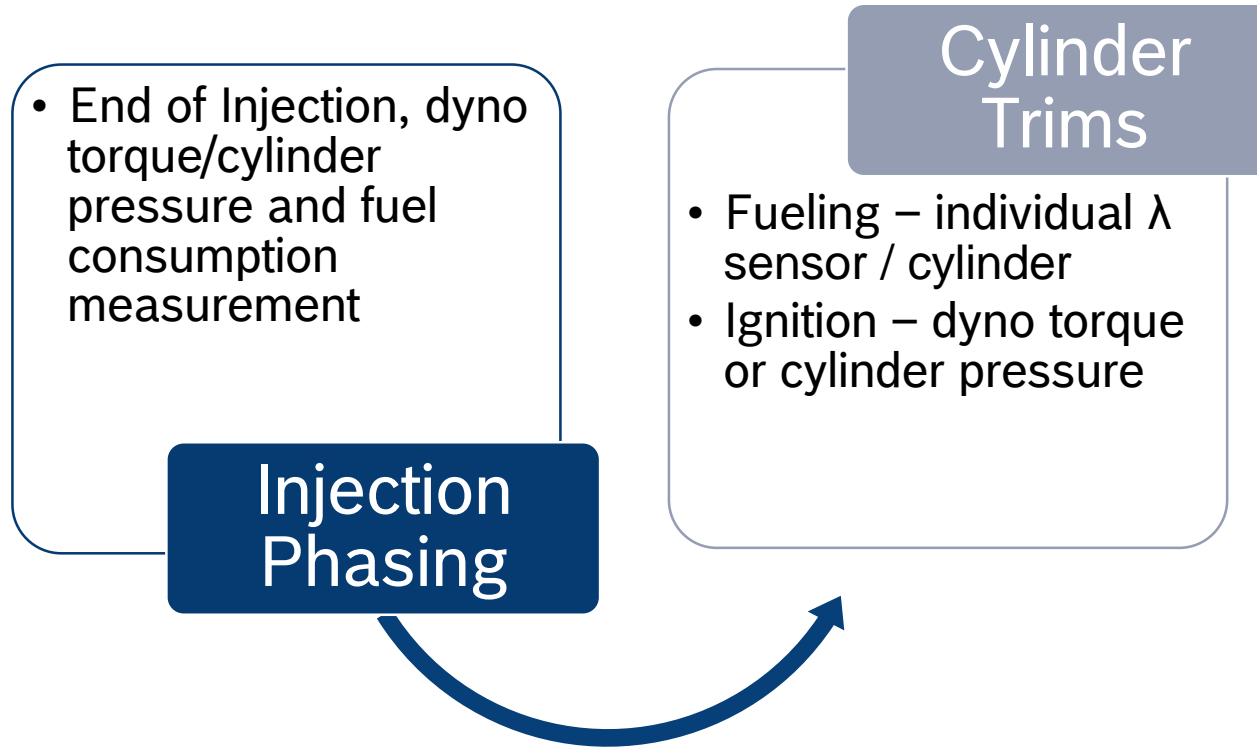 • End of Injection, dyno
torque/cylinder
pressure and fuel
consumption
measurement
Injection
Phasing
Cylinder
Trims
• Fueling – individual λ
sensor / cylinder
• Ignition – dyno torque
or cylinder pressure